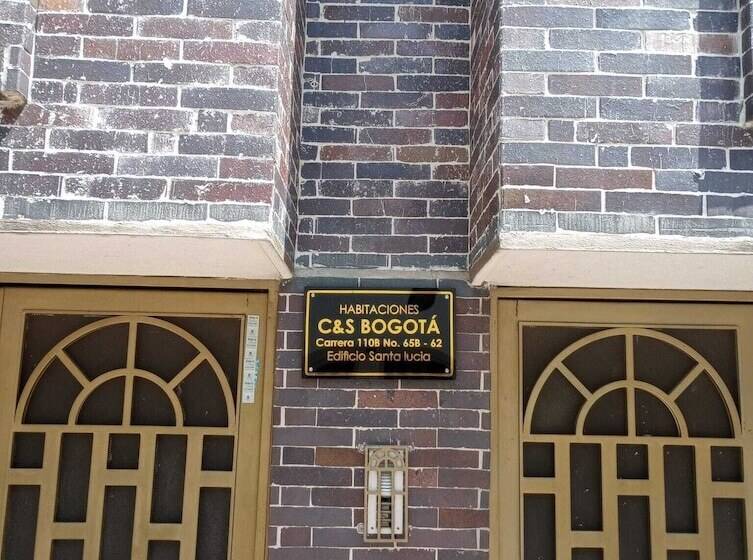 HABITACIONES
C&S BOGOTÁ
Carrera 110B No. 65B - 62
Edificio Santa lucia